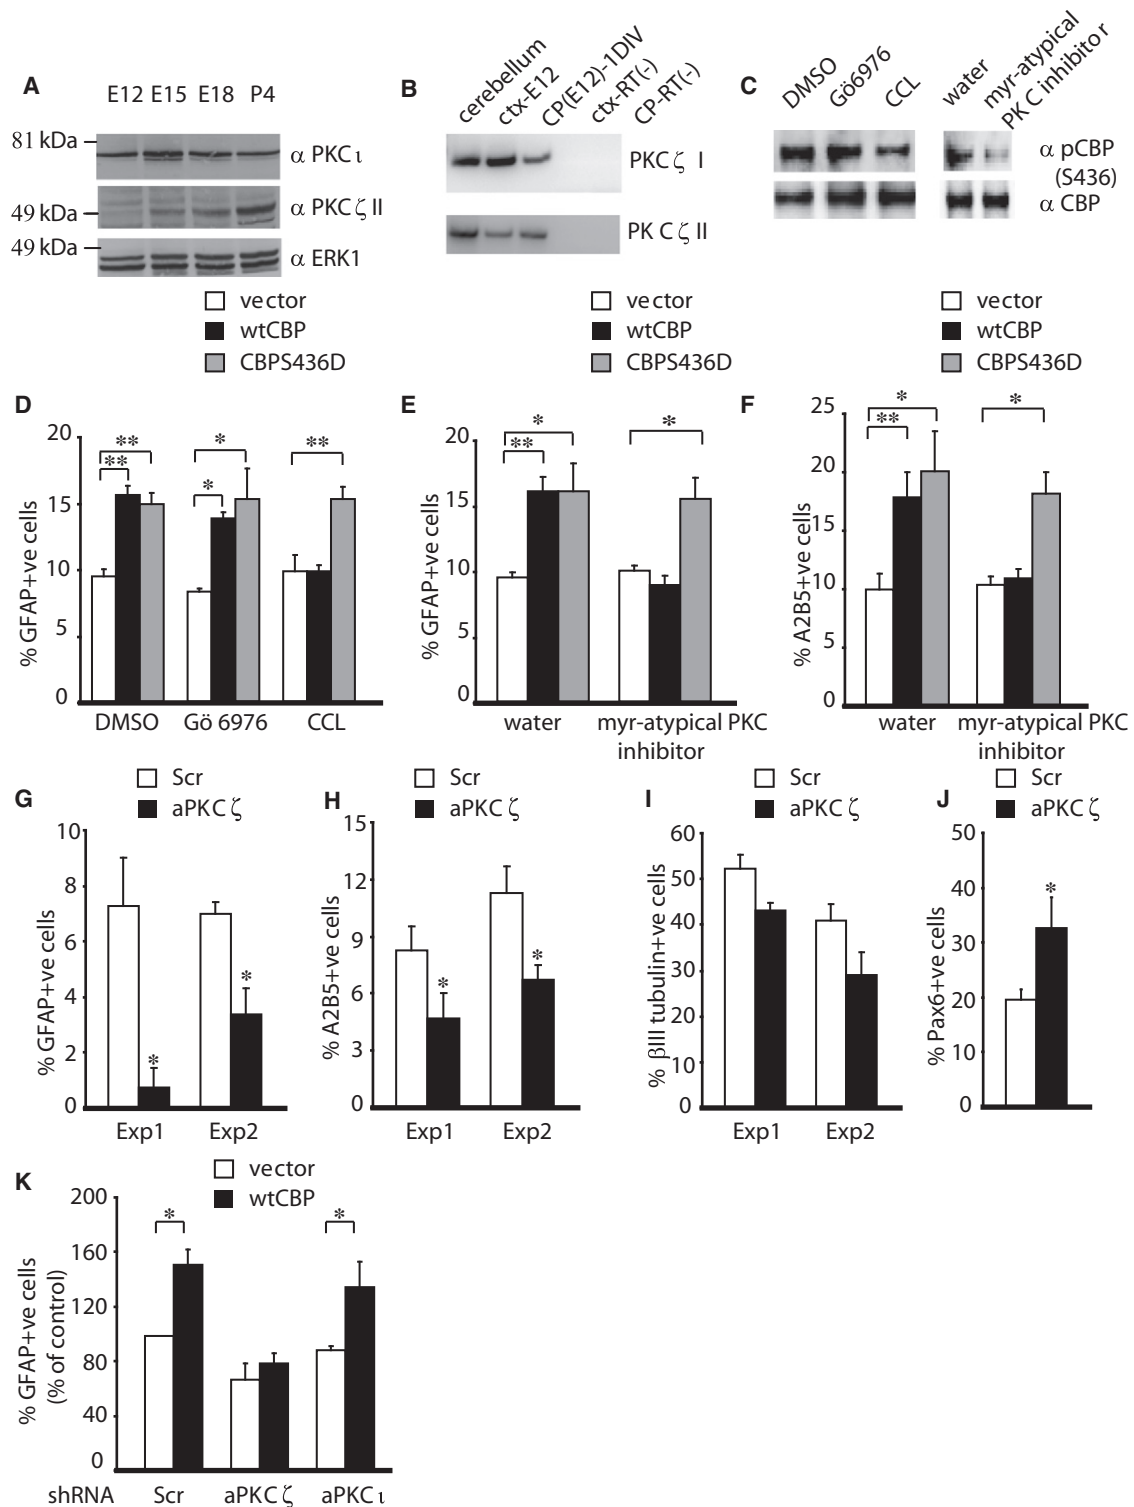 A
E12 E15 E18 P4
81 kDa
α PKC ι
49 kDa
α PKC ζ II
49 kDa
α ERK1
B
cerebellum
ctx-E12
CP(E12)-1DIV
ctx-RT(-)
CP-RT(-)
PKC ζ I
PK C ζ II
C
DMSO
Gö6976
CCL
water
myr-atypical
PK C inhibitor
α pCBP
(S436)
α CBP
vector
wtCBP
CBPS436D
vector
wtCBP
CBPS436D
vector
wtCBP
CBPS436D
D
% GFAP+ve cells
20
15
10
5
0
** ** * * **
DMSO Gö 6976 CCL
E
% GFAP+ve cells
20
15
10
5
0
* ** *
water myr-atypical PKC
inhibitor
F
% A2B5+ve cells
25
20
15
10
5
0
* ** *
water myr-atypical PKC
inhibitor
G
Scr
aPKC ζ
% GFAP+ve cells
10
8
6
4
2
0
* *
Exp1 Exp2
H
Scr
aPKC ζ
% A2B5+ve cells
15
12
9
6
3
0
* *
Exp1 Exp2
I
Scr
aPKC ζ
% βIII tubulin+ve cells
60
50
40
30
20
10
0
Exp1 Exp2
J
Scr
aPKC ζ
% Pax6+ve cells
50
40
30
20
10
0
*
K
vector
wtCBP
% GFAP+ve cells
(% of control)
200
160
120
80
40
0
* *
shRNA Scr aPKC ζ aPKC ι